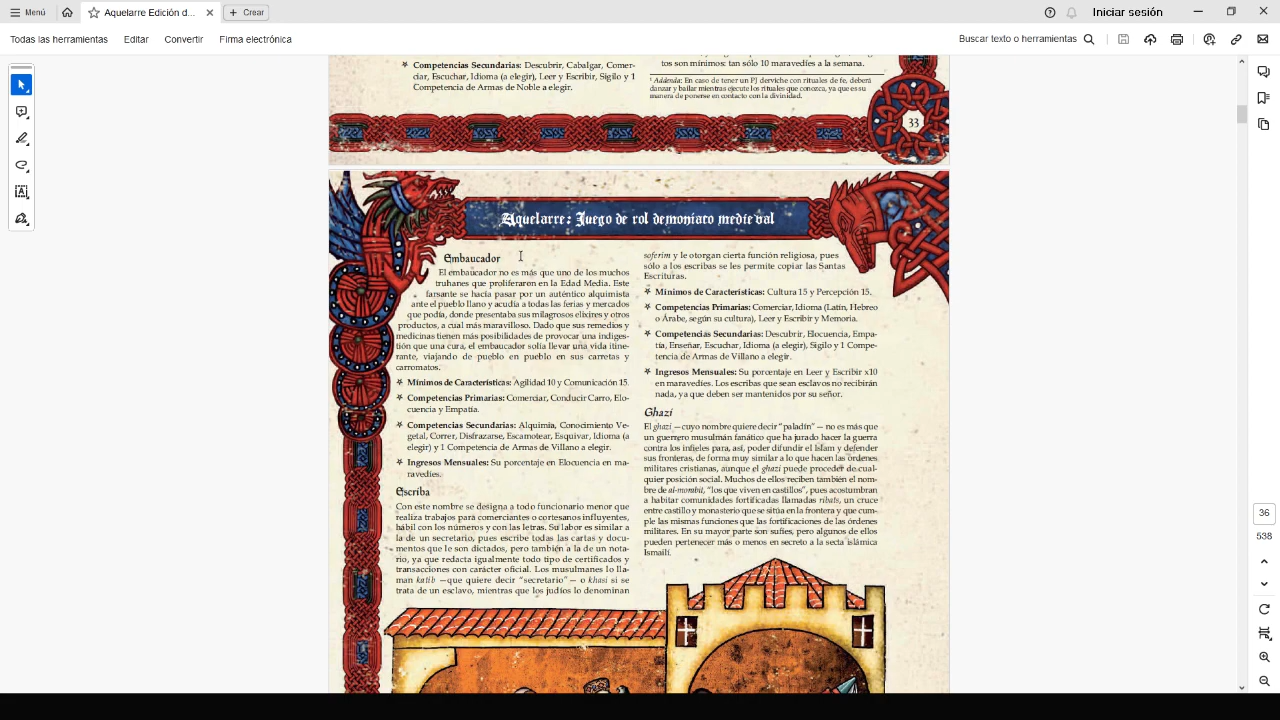 Menú
Aquelarre Edición d...
Crear
Iniciar sesión
Todas las herramientas
Editar
Convertir
Firma electrónica
Buscar texto o herramientas
Competencias Secundarias: Descubrir, Cabalgar, Comer-
ciar, Escuchar, Idioma (a elegir), Leer y Escribir, Sigilo y 1
Competencia de Armas de Noble a elegir.
tos son mínimos: tan sólo 10 maravedíes a la semana.
¹ Addenda: En caso de tener un PJ derviche con rituales de fe, deberá
danzar y bailar mientras ejecute los rituales que conozca, ya que es su
manera de ponerse en contacto con la divinidad.
33
Aquelarre: Juego de rol demoníaco medieval
Embaucador
El embaucador no es más que uno de los muchos
truhanes que proliferaron en la Edad Media. Este
farsante se hacía pasar por un auténtico alquimista
ante el pueblo llano y acudía a todas las ferias y mercados
que podía, donde presentaba sus milagrosos elixires y otros
productos, a cual más maravilloso. Dado que sus remedios y
medicinas tienen más posibilidades de provocar una indiges-
tión que una cura, el embaucador solía llevar una vida itine-
rante, viajando de pueblo en pueblo en sus carretas y
carromatos.
Mínimos de Características: Agilidad 10 y Comunicación 15.
Competencias Primarias: Comerciar, Conducir Carro, Elo-
cuencia y Empatía.
Competencias Secundarias: Alquimia, Conocimiento Ve-
getal, Correr, Disfrazarse, Escamotear, Esquivar, Idioma (a
elegir) y 1 Competencia de Armas de Villano a elegir.
Ingresos Mensuales: Su porcentaje en Elocuencia en ma-
ravedíes.
Escriba
Con este nombre se designa a todo funcionario menor que
realiza trabajos para comerciantes o cortesanos influyentes,
hábil con los números y con las letras. Su labor es similar a
la de un secretario, pues escribe todas las cartas y docu-
mentos que le son dictados, pero también a la de un nota-
rio, ya que redacta igualmente todo tipo de certificados y
transacciones con carácter oficial. Los musulmanes lo lla-
man katib —que quiere decir "secretario"— o khasi si se
trata de un esclavo, mientras que los judíos lo denominan
soferim y le otorgan cierta función religiosa, pues
sólo a los escribas se les permite copiar las Santas
Escrituras.
Mínimos de Características: Cultura 15 y Percepción 15.
Competencias Primarias: Comerciar, Idioma (Latín, Hebreo
o Árabe, según su cultura), Leer y Escribir y Memoria.
Competencias Secundarias: Descubrir, Elocuencia, Empa-
tía, Enseñar, Escuchar, Idioma (a elegir), Sigilo y 1 Compe-
tencia de Armas de Villano a elegir.
Ingresos Mensuales: Su porcentaje en Leer y Escribir x10
en maravedíes. Los escribas que sean esclavos no recibirán
nada, ya que deben ser mantenidos por su señor.
Ghazi
El ghazi —cuyo nombre quiere decir "paladín"— no es más que
un guerrero musulmán fanático que ha jurado hacer la guerra
contra los infieles para, así, poder difundir el Islam y defender
sus fronteras, de forma muy similar a lo que hacen las órdenes
militares cristianas, aunque el ghazi puede proceder de cual-
quier posición social. Muchos de ellos reciben también el nom-
bre de al-morabit, "los que viven en castillos", pues acostumbran
a habitar comunidades fortificadas llamadas ribats, un cruce
entre castillo y monasterio que se sitúa en la frontera y que cum-
ple las mismas funciones que las fortificaciones de las órdenes
militares. En su mayor parte son sufíes, pero algunos de ellos
pueden pertenecer más o menos en secreto a la secta islámica
Ismailí.
36
538